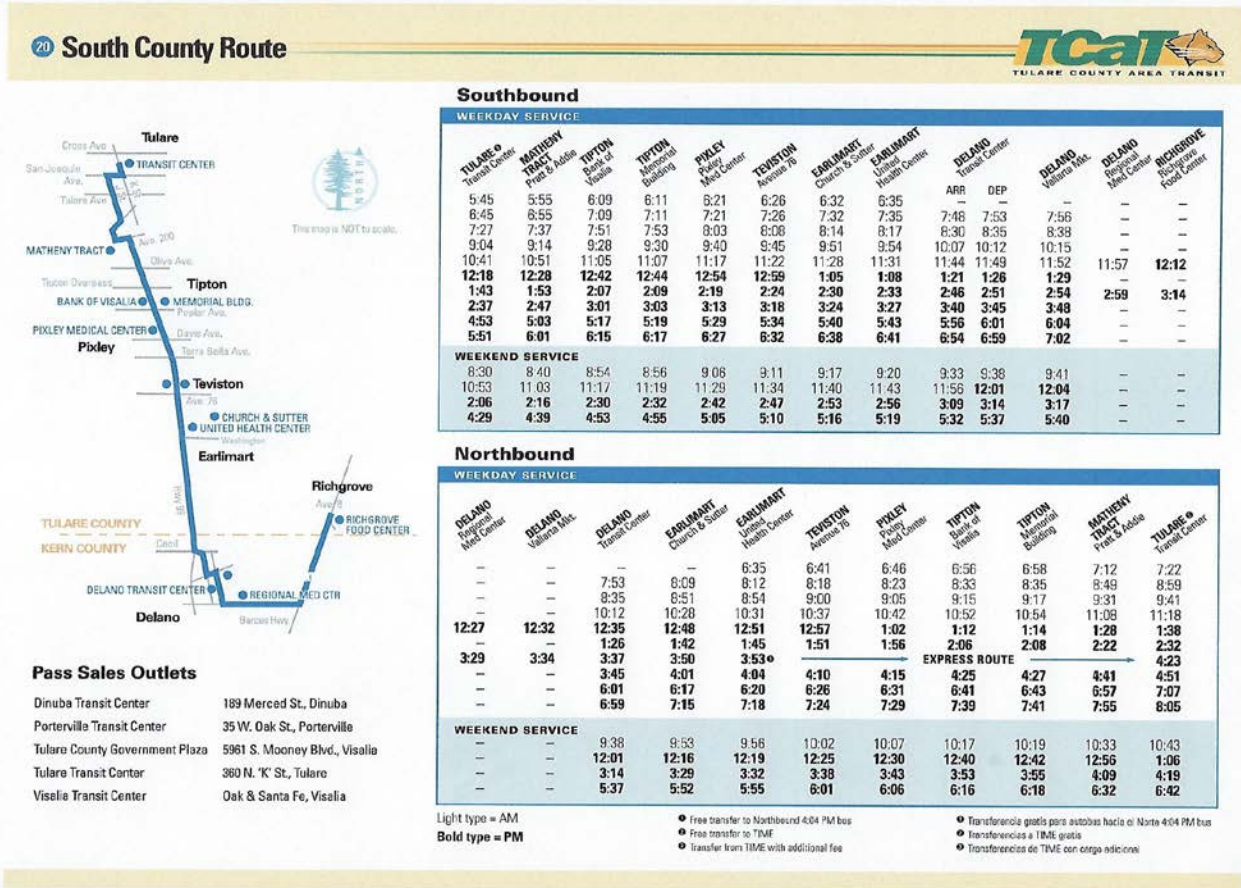 20 South County Route
TCaT
TULARE COUNTY AREA TRANSIT
Tulare
Cross Ave
TRANSIT CENTER
San Joaquin
Ave.
Tulare Ave
NORTH
This map is NOT to scale.
Ave. 200
MATHENY TRACT
Olive Ave.
Tipton Overpass
Tipton
BANK OF VISALIA
MEMORIAL BLDG.
Poplar Ave.
PIXLEY MEDICAL CENTER
Davis Ave.
Pixley
Terra Bella Ave.
Teviston
Ave. 76
CHURCH & SUTTER
UNITED HEALTH CENTER
Washington
Earlimart
Richgrove
Hwy 99
Ave 8
RICHGROVE
FOOD CENTER
TULARE COUNTY
KERN COUNTY
Cecil
DELANO TRANSIT CENTER
REGIONAL MED CTR
Delano
Garces Hwy
Pass Sales Outlets
Dinuba Transit Center 189 Merced St., Dinuba
Porterville Transit Center 35 W. Oak St., Porterville
Tulare County Government Plaza 5961 S. Mooney Blvd., Visalia
Tulare Transit Center 360 N. 'K' St., Tulare
Visalia Transit Center Oak & Santa Fe, Visalia
Southbound
WEEKDAY SERVICE
TULARE Transit Center MATHENY TRACT Pratt & Addie TIPTON Bank of Visalia TIPTON Memorial Building PIXLEY Pixley Med Center TEVISTON Avenue 76 EARLIMART Church & Sutter EARLIMART United Health Center DELANO Transit Center DELANO Vallarta Mkt. DELANO Regional Med Center RICHGROVE Richgrove Food Center
ARR DEP
5:45 5:55 6:09 6:11 6:21 6:26 6:32 6:35 – – – – –
6:45 6:55 7:09 7:11 7:21 7:26 7:32 7:35 7:48 7:53 7:56 – –
7:27 7:37 7:51 7:53 8:03 8:08 8:14 8:17 8:30 8:35 8:38 – –
9:04 9:14 9:28 9:30 9:40 9:45 9:51 9:54 10:07 10:12 10:15 – –
10:41 10:51 11:05 11:07 11:17 11:22 11:28 11:31 11:44 11:49 11:52 11:57 12:12
12:18 12:28 12:42 12:44 12:54 12:59 1:05 1:08 1:21 1:26 1:29 – –
1:43 1:53 2:07 2:09 2:19 2:24 2:30 2:33 2:46 2:51 2:54 2:59 3:14
2:37 2:47 3:01 3:03 3:13 3:18 3:24 3:27 3:40 3:45 3:48 – –
4:53 5:03 5:17 5:19 5:29 5:34 5:40 5:43 5:56 6:01 6:04 – –
5:51 6:01 6:15 6:17 6:27 6:32 6:38 6:41 6:54 6:59 7:02 – –
WEEKEND SERVICE
8:30 8:40 8:54 8:56 9:06 9:11 9:17 9:20 9:33 9:38 9:41 – –
10:53 11:03 11:17 11:19 11:29 11:34 11:40 11:43 11:56 12:01 12:04 – –
2:06 2:16 2:30 2:32 2:42 2:47 2:53 2:56 3:09 3:14 3:17 – –
4:29 4:39 4:53 4:55 5:05 5:10 5:16 5:19 5:32 5:37 5:40 – –
Northbound
WEEKDAY SERVICE
DELANO Regional Med Center DELANO Vallarta Mkt. DELANO Transit Center EARLIMART Church & Sutter EARLIMART United Health Center TEVISTON Avenue 76 PIXLEY Pixley Med Center TIPTON Bank of Visalia TIPTON Memorial Building MATHENY TRACT Pratt & Addie TULARE Transit Center
– – – – 6:35 6:41 6:46 6:56 6:58 7:12 7:22
– – 7:53 8:09 8:12 8:18 8:23 8:33 8:35 8:49 8:59
– – 8:35 8:51 8:54 9:00 9:05 9:15 9:17 9:31 9:41
– – 10:12 10:28 10:31 10:37 10:42 10:52 10:54 11:08 11:18
12:27 12:32 12:35 12:48 12:51 12:57 1:02 1:12 1:14 1:28 1:38
– – 1:26 1:42 1:45 1:51 1:56 2:06 2:08 2:22 2:32
3:29 3:34 3:37 3:50 3:53 EXPRESS ROUTE 4:23
– – 3:45 4:01 4:04 4:10 4:15 4:25 4:27 4:41 4:51
– – 6:01 6:17 6:20 6:26 6:31 6:41 6:43 6:57 7:07
– – 6:59 7:15 7:18 7:24 7:29 7:39 7:41 7:55 8:05
WEEKEND SERVICE
– – 9:38 9:53 9:56 10:02 10:07 10:17 10:19 10:33 10:43
– – 12:01 12:16 12:19 12:25 12:30 12:40 12:42 12:56 1:06
– – 3:14 3:29 3:32 3:38 3:43 3:53 3:55 4:09 4:19
– – 5:37 5:52 5:55 6:01 6:06 6:16 6:18 6:32 6:42
Light type = AM
Bold type = PM
Free transfer to Northbound 4:04 PM bus
Free transfer to TIME
Transfer from TIME with additional fee
Transferencia gratis para autobus hacia el Norte 4:04 PM bus
Transferencias a TIME gratis
Transferencias de TIME con cargo adicional